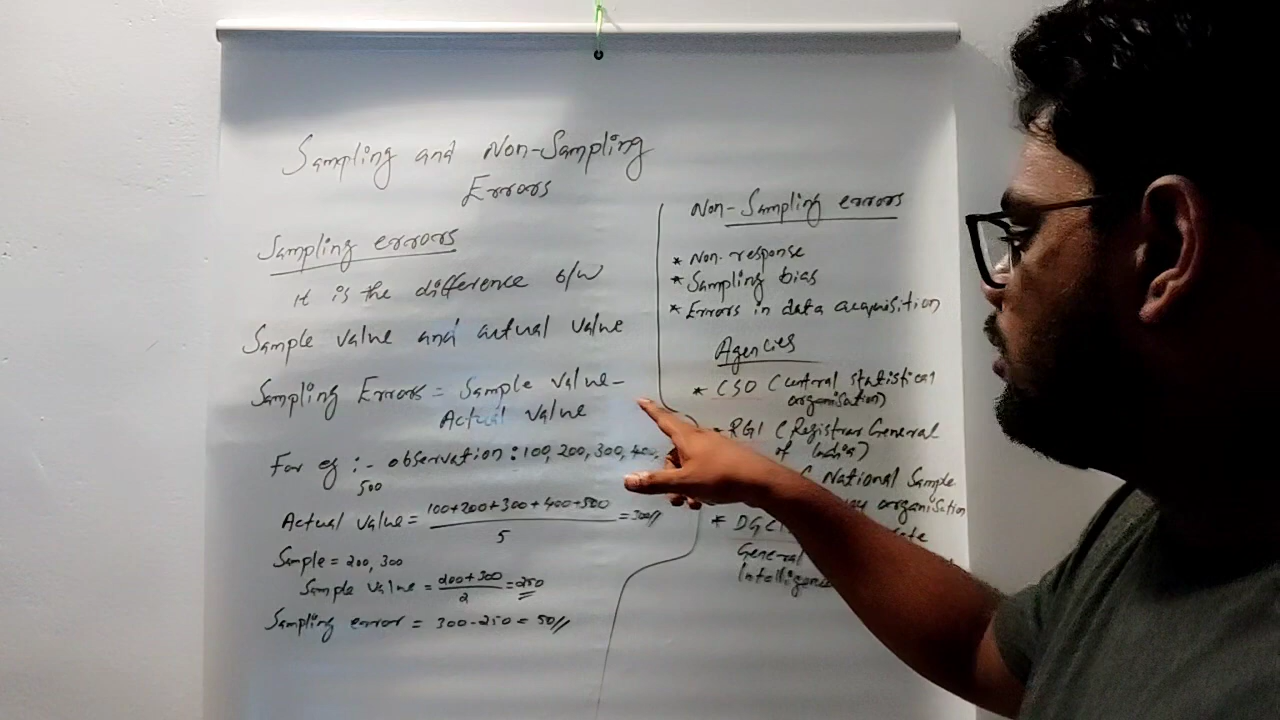 Sampling and Non-Sampling
Errors
Sampling errors
it is the difference b/w
Sample value and actual value
Sampling Errors = Sample value-
Actual value
For eg :- observation : 100, 200, 300, 400,
500
Actual value = 100+200+300+400+500 / 5 = 300//
Sample = 200, 300
Sample value = 200+300 / 2 = 250
Sampling error = 300-250 = 50//
Non-Sampling errors
* Non-response
* Sampling bias
* Errors in data acquisition
Agencies
* CSO (Central statistical
organisation)
* RGI (Registrar General
of India)
( National Sample
organisation
* DGCI
General
Intelligence